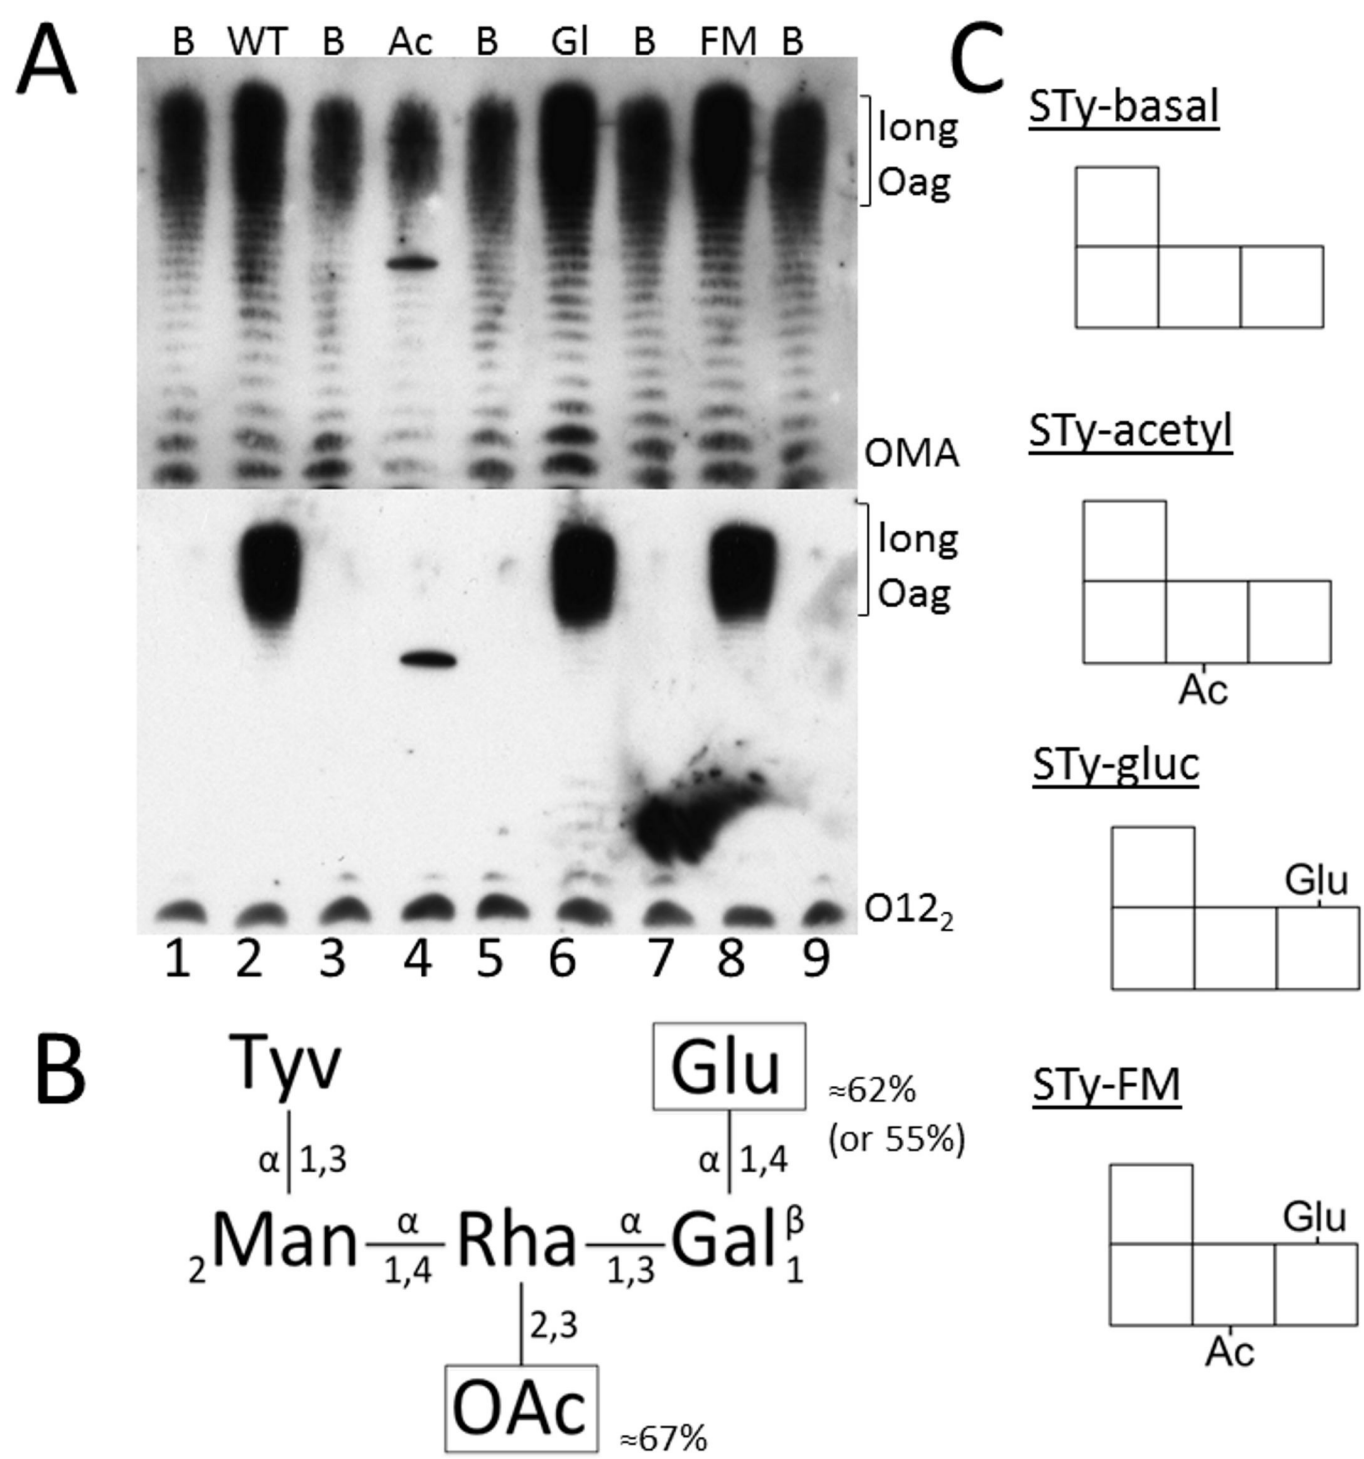 A
B WT B Ac B Gl B FM B
long
Oag
OMA
long
Oag
O12₂
1 2 3 4 5 6 7 8 9
B
Tyv
Glu
≈62%
(or 55%)
α 1,3
α 1,4
₂Man α 1,4 Rha α 1,3 Gal β 1
2,3
OAc
≈67%
C
STy-basal
STy-acetyl
Ac
STy-gluc
Glu
STy-FM
Glu
Ac